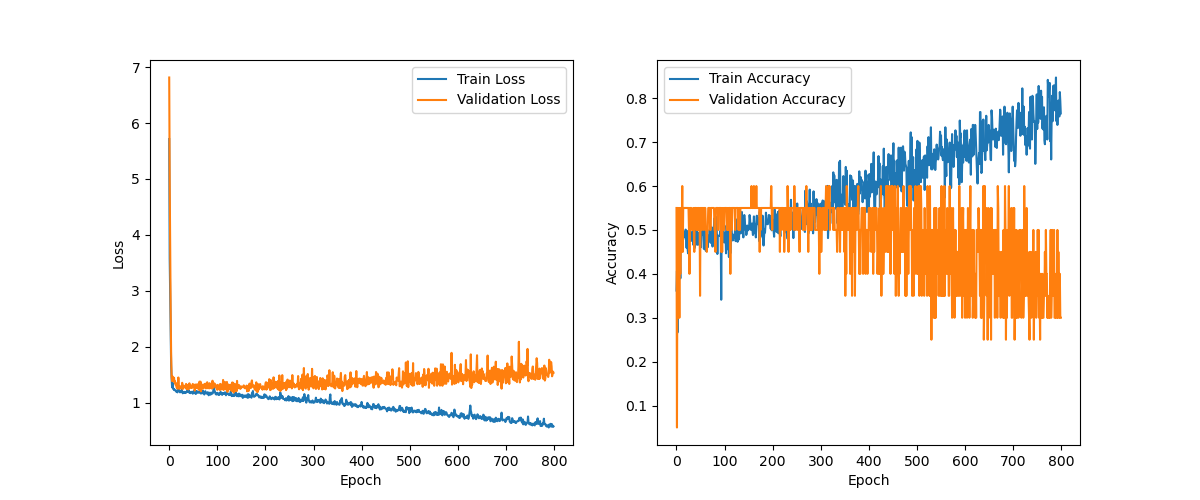 7
6
5
4
3
2
1
0 100 200 300 400 500 600 700 800
Epoch
Loss
Train Loss
Validation Loss
0.8
0.7
0.6
0.5
0.4
0.3
0.2
0.1
0 100 200 300 400 500 600 700 800
Epoch
Accuracy
Train Accuracy
Validation Accuracy